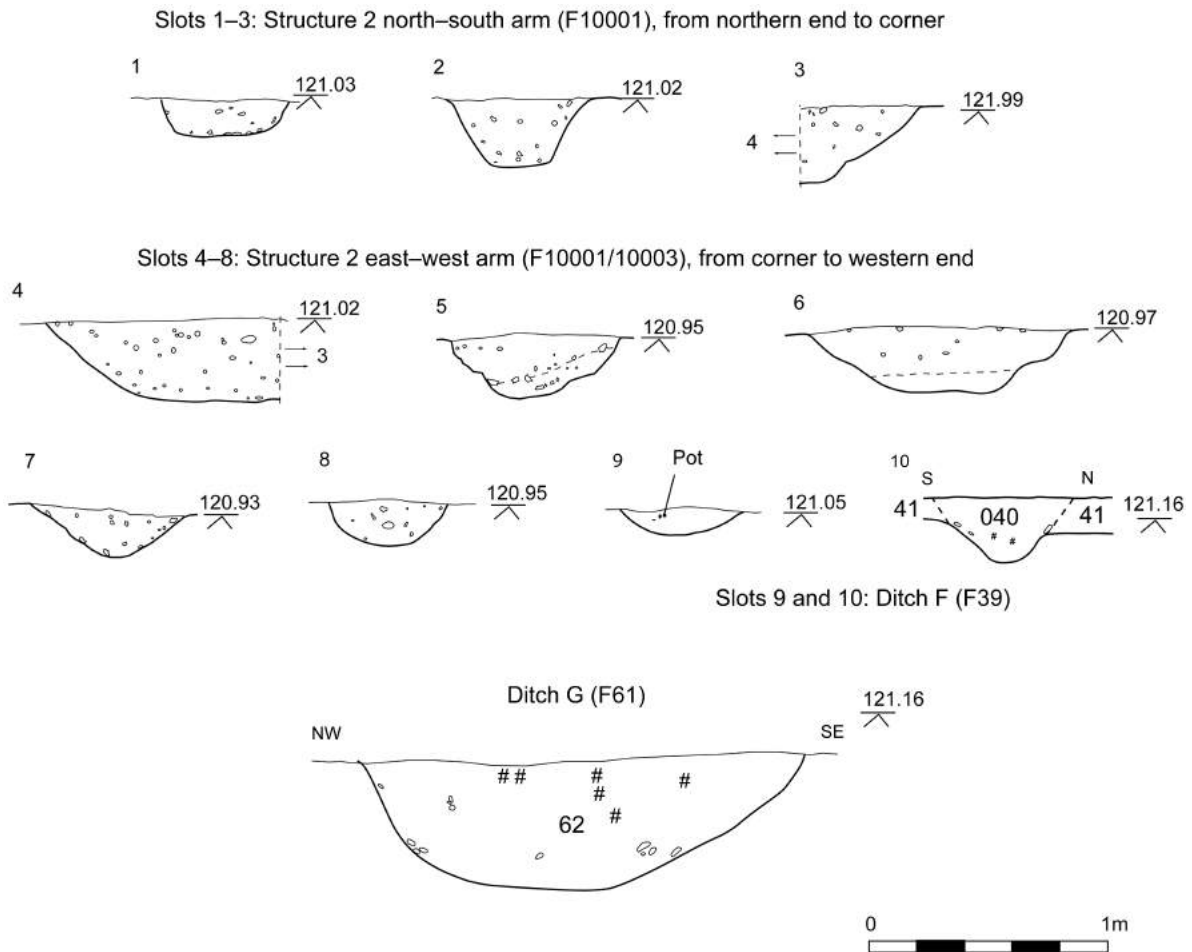 Slots 1–3: Structure 2 north–south arm (F10001), from northern end to corner
1
121.03
2
121.02
3
121.99
4
Slots 4–8: Structure 2 east–west arm (F10001/10003), from corner to western end
4
121.02
3
5
120.95
6
120.97
7
120.93
8
120.95
9
Pot
121.05
10
S
N
41
040
41
121.16
# #
Slots 9 and 10: Ditch F (F39)
Ditch G (F61)
121.16
NW
SE
# # # #
#
62 #
0 1m